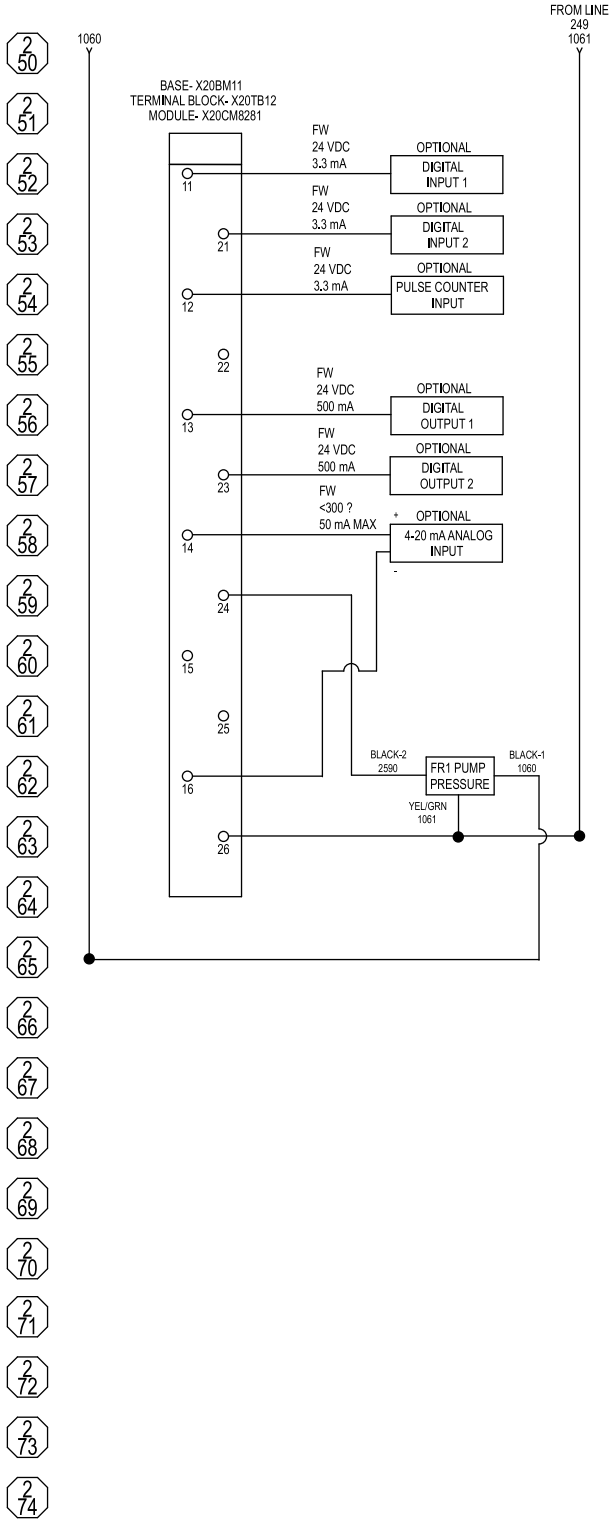 FROM LINE
249
1061
1060
2
50
BASE- X20BM11
TERMINAL BLOCK- X20TB12
MODULE- X20CM8281
2
51
FW
24 VDC
3.3 mA
OPTIONAL
DIGITAL
INPUT 1
11
2
52
FW
24 VDC
3.3 mA
OPTIONAL
DIGITAL
INPUT 2
21
2
53
FW
24 VDC
3.3 mA
OPTIONAL
PULSE COUNTER
INPUT
12
2
54
22
2
55
FW
24 VDC
500 mA
OPTIONAL
DIGITAL
OUTPUT 1
13
2
56
FW
24 VDC
500 mA
OPTIONAL
DIGITAL
OUTPUT 2
23
2
57
FW
<300 ?
50 mA MAX
+
OPTIONAL
4-20 mA ANALOG
INPUT
-
14
2
58
24
2
59
15
2
60
25
2
61
BLACK-2
2590
FR1 PUMP
PRESSURE
BLACK-1
1060
16
2
62
YEL/GRN
1061
26
2
63
2
64
2
65
2
66
2
67
2
68
2
69
2
70
2
71
2
72
2
73
2
74